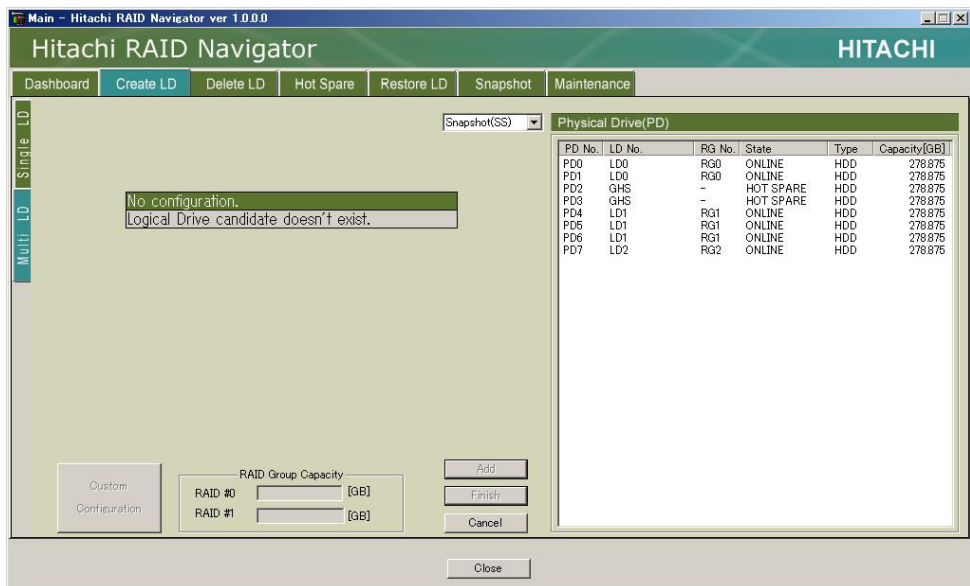 Main - Hitachi RAID Navigator ver 1.0.0.0
Hitachi RAID Navigator
HITACHI
Dashboard Create LD Delete LD Hot Spare Restore LD Snapshot Maintenance
Single LD
Multi LD
Snapshot(SS)
No configuration.
Logical Drive candidate doesn't exist.
Physical Drive(PD)
PD No. LD No. RG No. State Type Capacity[GB]
PD0 LD0 RG0 ONLINE HDD 278.875
PD1 LD0 RG0 ONLINE HDD 278.875
PD2 GHS - HOT SPARE HDD 278.875
PD3 GHS - HOT SPARE HDD 278.875
PD4 LD1 RG1 ONLINE HDD 278.875
PD5 LD1 RG1 ONLINE HDD 278.875
PD6 LD1 RG1 ONLINE HDD 278.875
PD7 LD2 RG2 ONLINE HDD 278.875
Custom
Configuration
RAID Group Capacity
RAID #0 [GB]
RAID #1 [GB]
Add
Finish
Cancel
Close